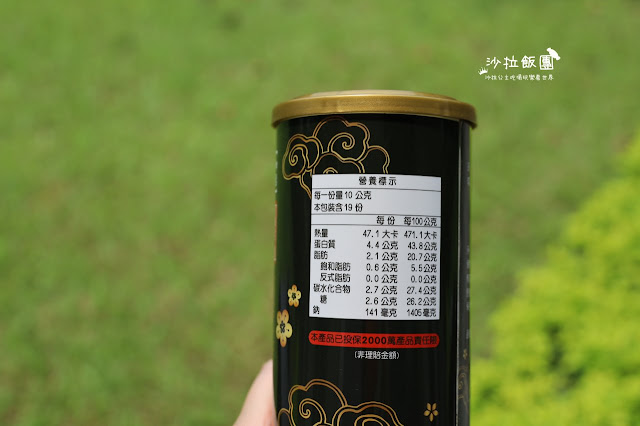 沙拉飯團
營養標示
每一份量 10 公克
本包裝含 19 份
每份 每100公克
熱量 47.1 大卡 471.1 大卡
蛋白質 4.4 公克 43.8 公克
脂肪 2.1 公克 20.7 公克
飽和脂肪 0.6 公克 5.5 公克
反式脂肪 0.0 公克 0.0 公克
碳水化合物 2.7 公克 27.4 公克
糖 2.6 公克 26.2 公克
鈉 141 毫克 1405 毫克
本產品已投保2000萬產品責任險
(非理賠金額)